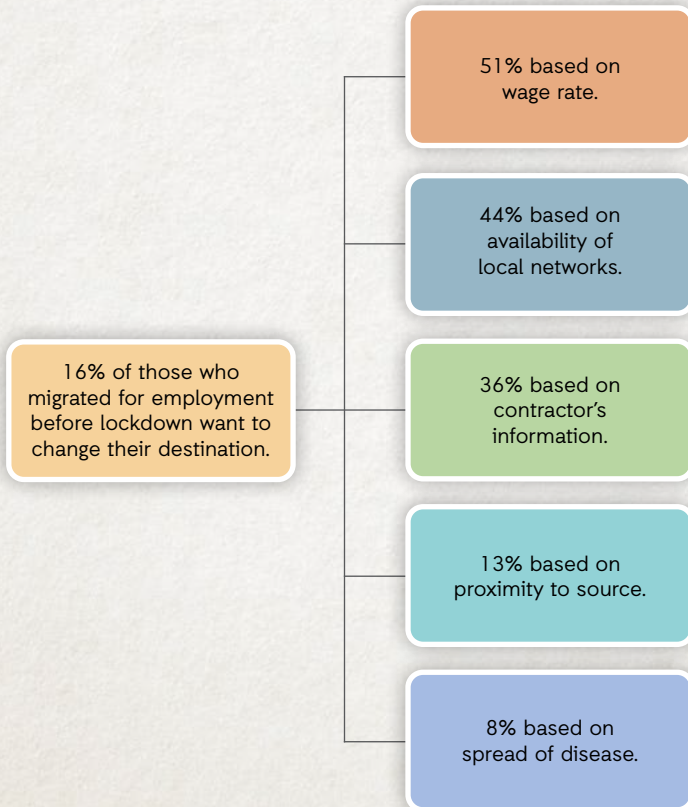 51% based on
wage rate.
44% based on
availability of
local networks.
16% of those who
migrated for employment
before lockdown want to
change their destination.
36% based on
contractor’s
information.
13% based on
proximity to source.
8% based on
spread of disease.